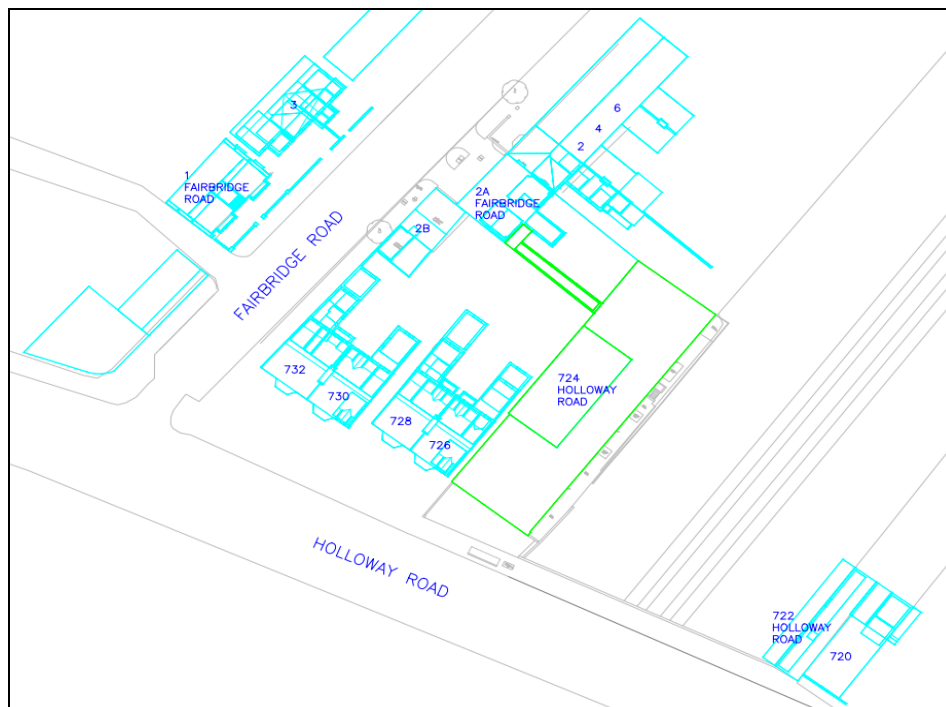 3
6
4
2
1
FAIRBRIDGE
ROAD
2A
FAIRBRIDGE
ROAD
2B
FAIRBRIDGE ROAD
732
730
728
726
724
HOLLOWAY
ROAD
HOLLOWAY ROAD
722
HOLLOWAY
ROAD
720